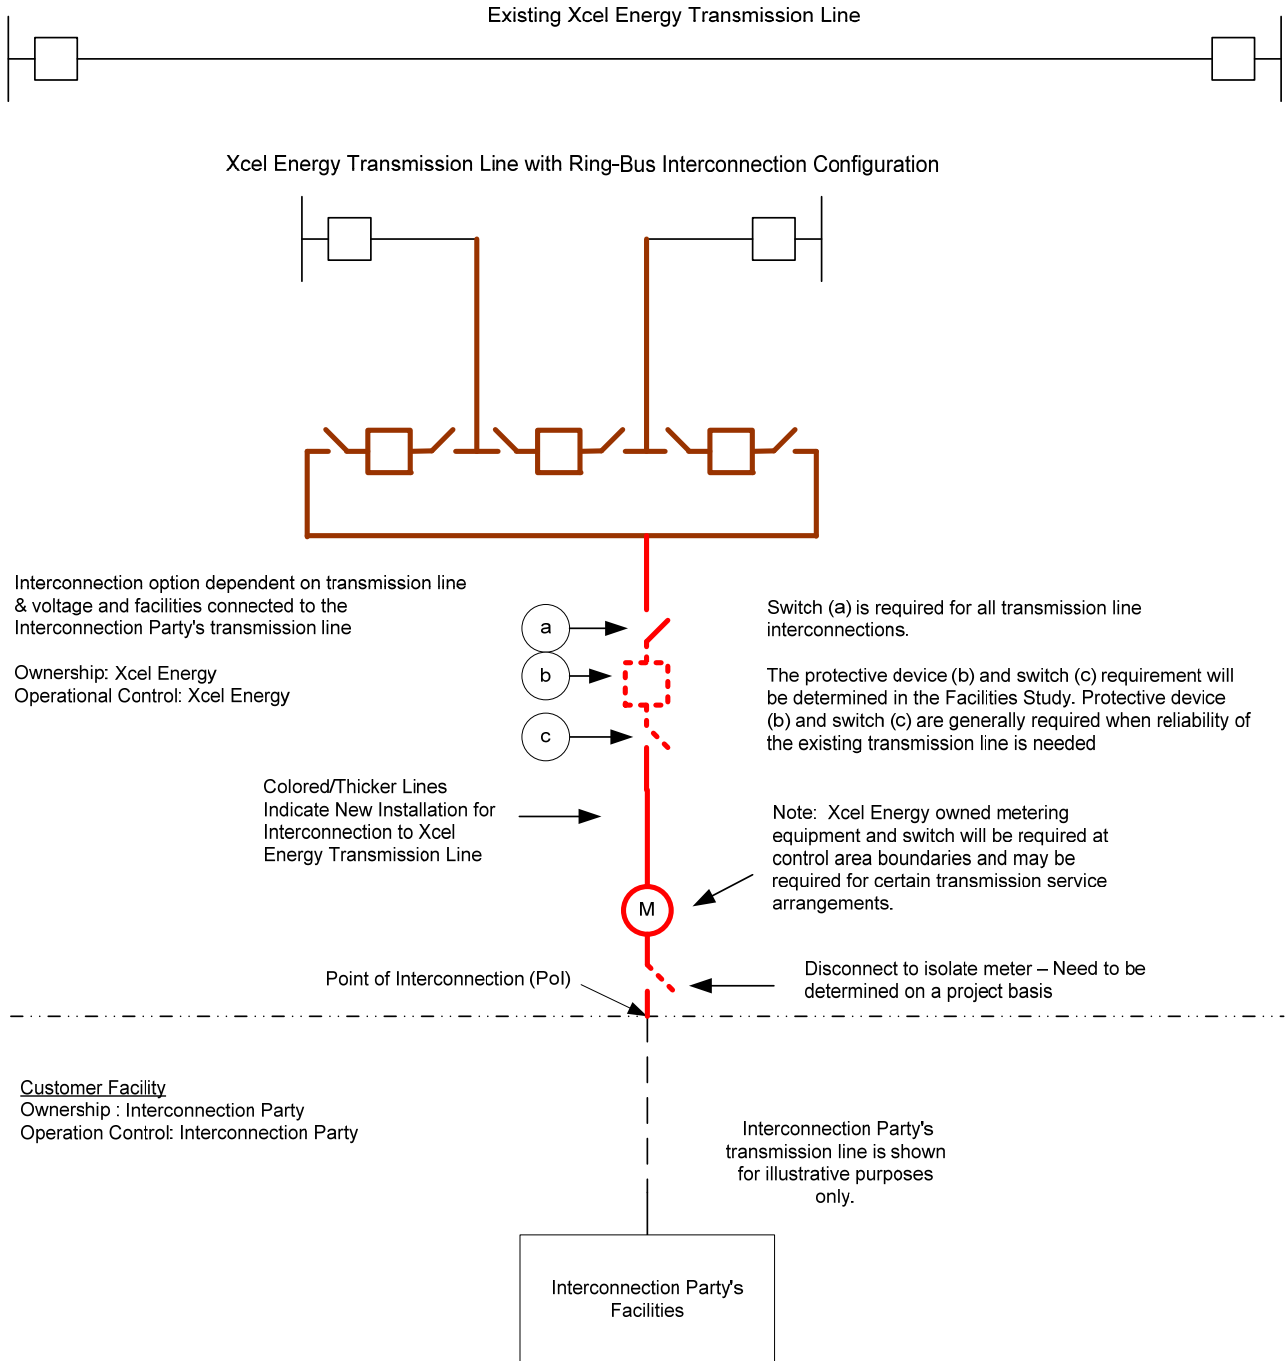 Existing Xcel Energy Transmission Line
Xcel Energy Transmission Line with Ring-Bus Interconnection Configuration
Interconnection option dependent on transmission line
& voltage and facilities connected to the
Interconnection Party's transmission line
Ownership: Xcel Energy
Operational Control: Xcel Energy
a
b
c
Switch (a) is required for all transmission line
interconnections.
The protective device (b) and switch (c) requirement will
be determined in the Facilities Study. Protective device
(b) and switch (c) are generally required when reliability of
the existing transmission line is needed
Colored/Thicker Lines
Indicate New Installation for
Interconnection to Xcel
Energy Transmission Line
Note: Xcel Energy owned metering
equipment and switch will be required at
control area boundaries and may be
required for certain transmission service
arrangements.
M
Point of Interconnection (PoI)
Disconnect to isolate meter – Need to be
determined on a project basis
Customer Facility
Ownership : Interconnection Party
Operation Control: Interconnection Party
Interconnection Party's
transmission line is shown
for illustrative purposes
only.
Interconnection Party's
Facilities